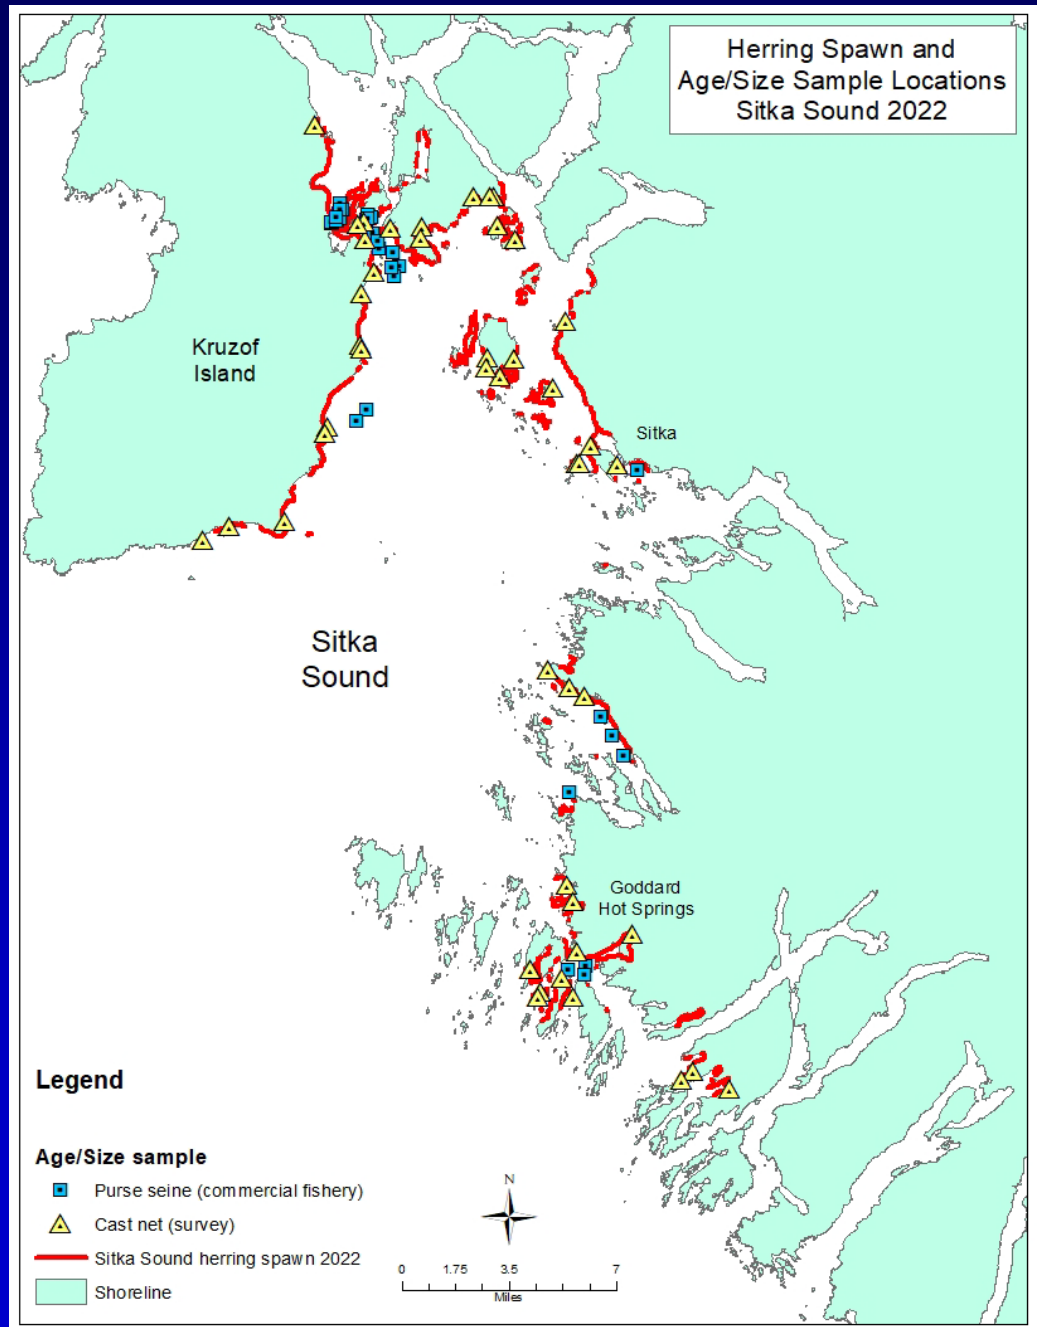 Herring Spawn and
Age/Size Sample Locations
Sitka Sound 2022
Kruzof
Island
Sitka
Sitka
Sound
Goddard
Hot Springs
Legend
Age/Size sample
Purse seine (commercial fishery)
Cast net (survey)
Sitka Sound herring spawn 2022
Shoreline
N
0 1.75 3.5 7
Miles